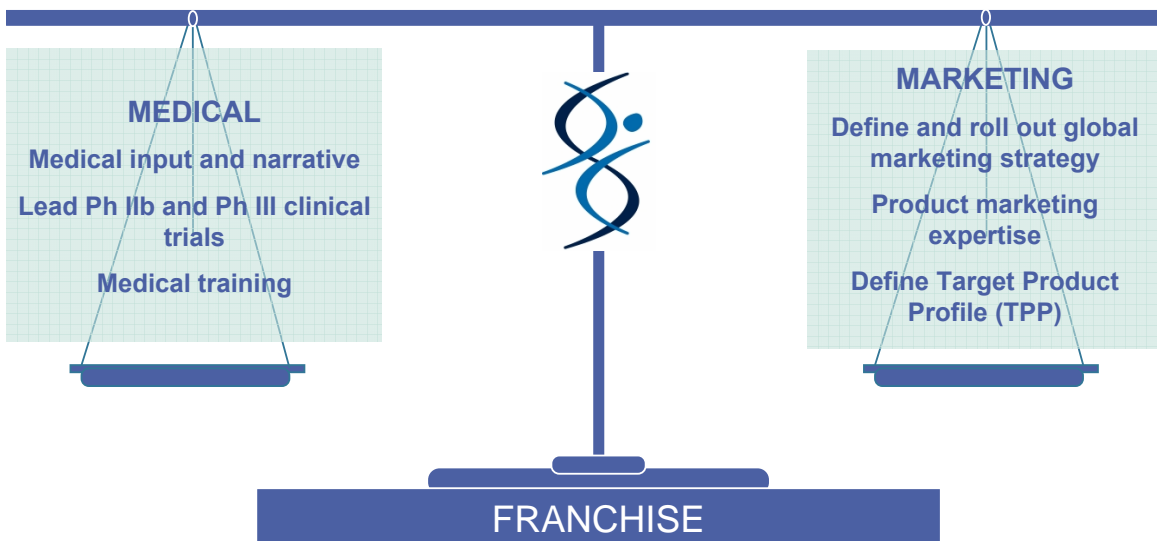 MEDICAL
Medical input and narrative
Lead Ph IIb and Ph III clinical
trials
Medical training
MARKETING
Define and roll out global
marketing strategy
Product marketing
expertise
Define Target Product
Profile (TPP)
FRANCHISE